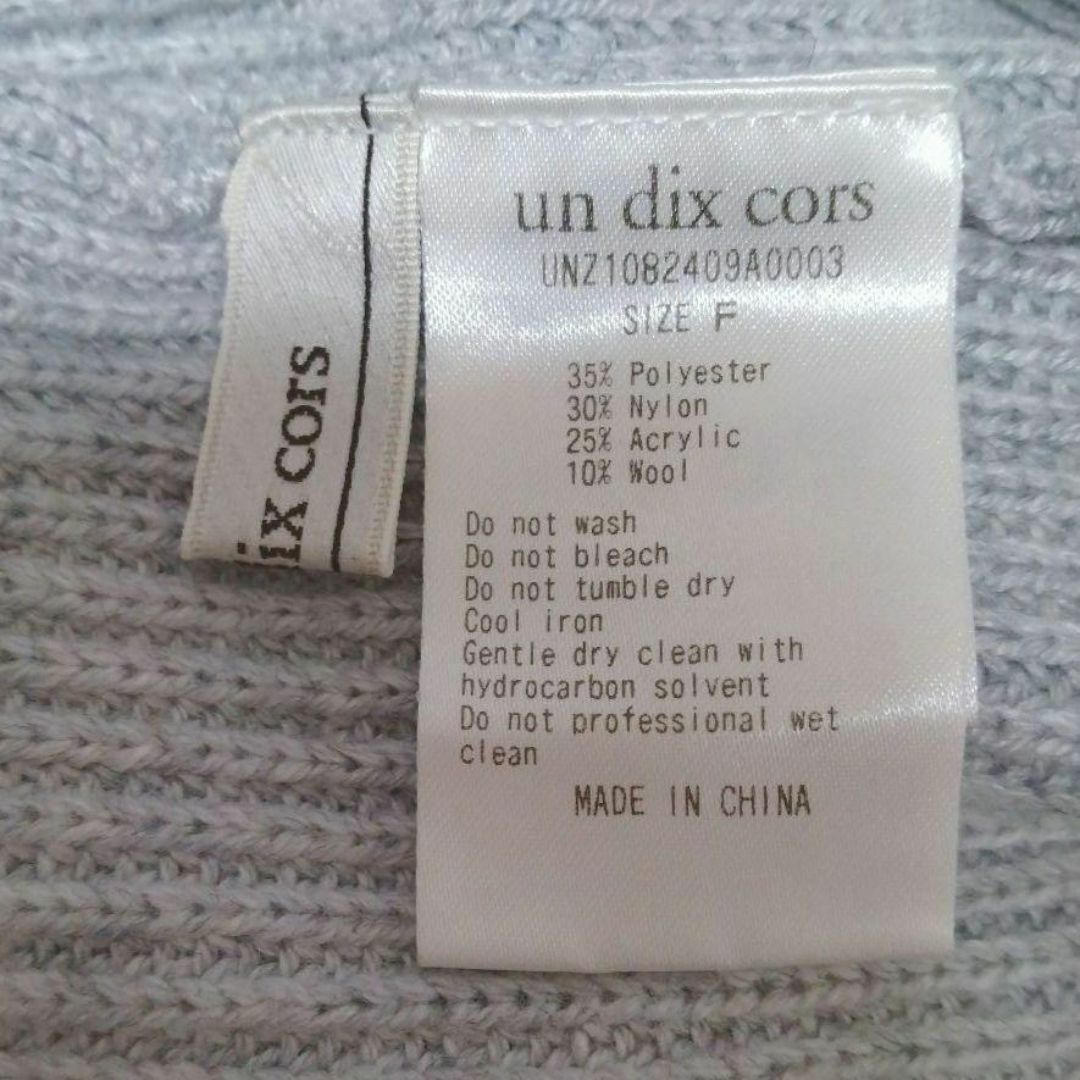 un dix cors
UNZ1082409A0003
SIZE F
35% Polyester
30% Nylon
25% Acrylic
10% Wool
Do not wash
Do not bleach
Do not tumble dry
Cool iron
Gentle dry clean with
hydrocarbon solvent
Do not professional wet
clean
MADE IN CHINA
dix cors